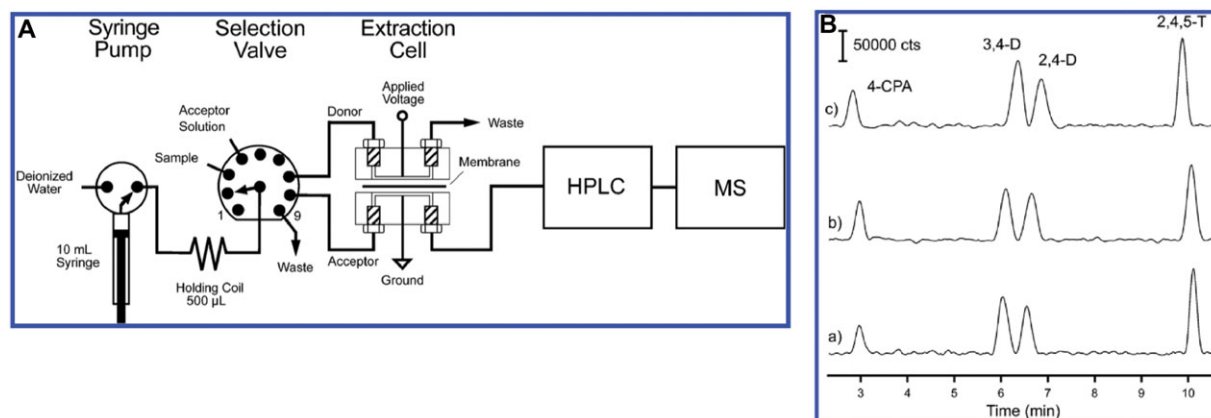 A
Syringe
Pump
Selection
Valve
Extraction
Cell
Applied
Voltage
Acceptor
Solution
Donor
Waste
Sample
Membrane
Deionized
Water
HPLC
MS
1
9
10 mL
Syringe
Waste
Acceptor
Holding Coil
500 µL
Ground
B
50000 cts
2,4,5-T
3,4-D
2,4-D
4-CPA
c)
b)
a)
3 4 5 6 7 8 9 10
Time (min)